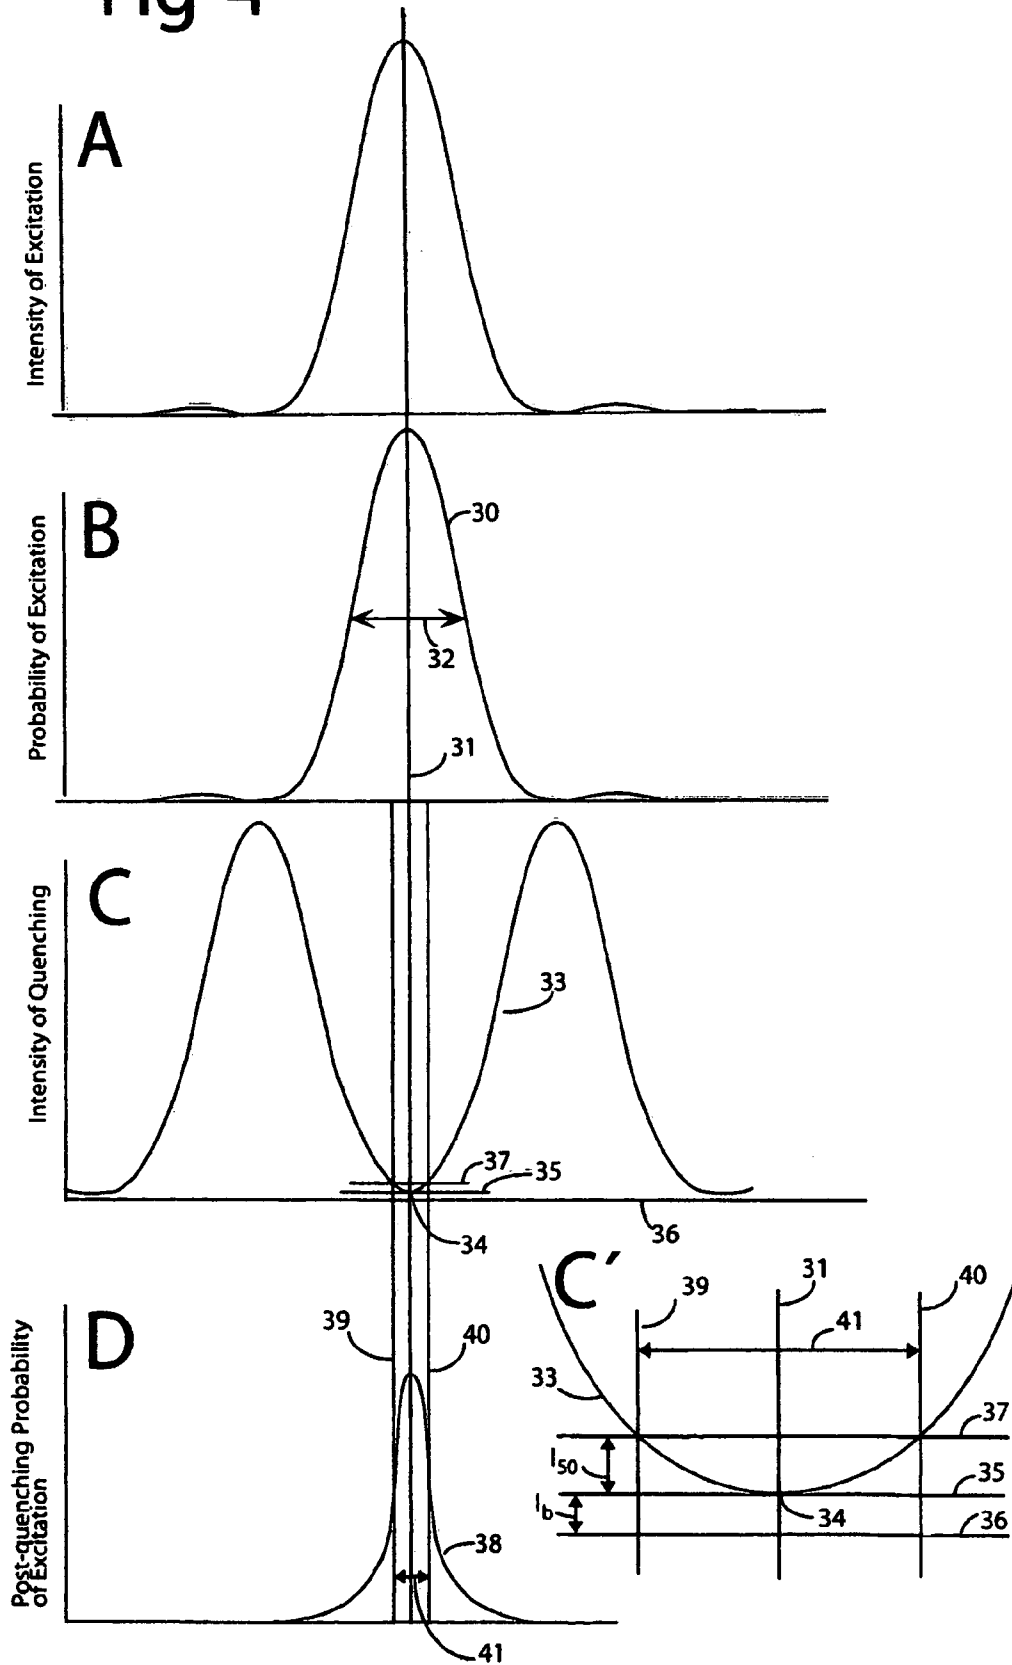 Fig 4
A
Intensity of Excitation
B
Probability of Excitation
30
32
31
C
Intensity of Quenching
33
37
35
34
36
C′
39
31
40
41
33
37
I50
35
Ib
34
36
D
Post-quenching Probability
of Excitation
39
40
38
41